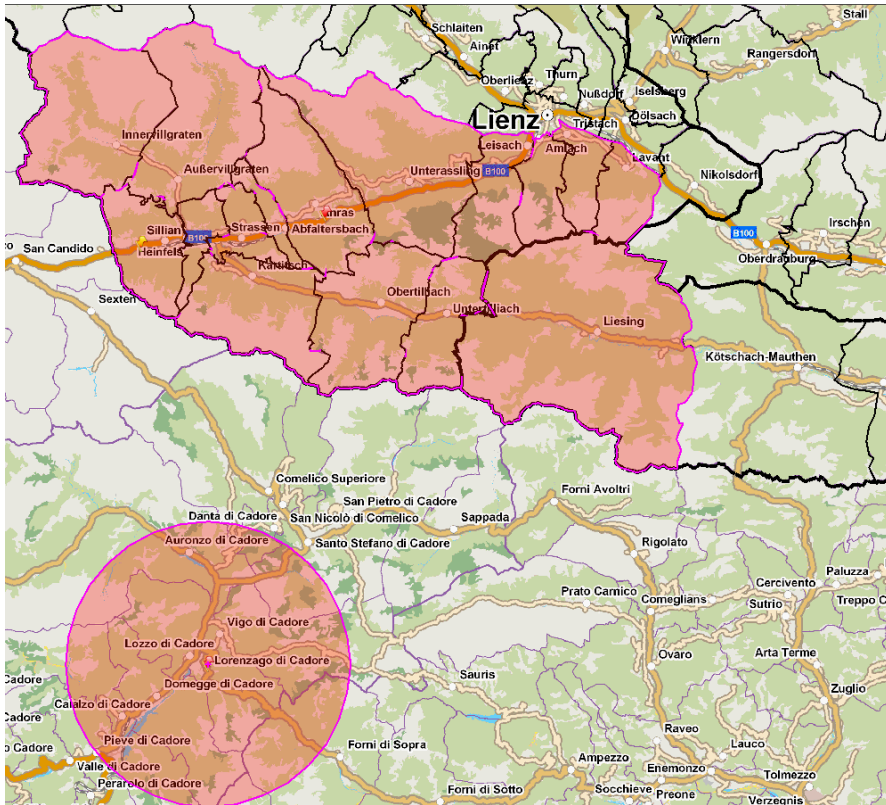 Stall
Schlaiten
Winklern
Ainet
Rangersdorf
Thurn
Oberlienz
Iselsberg
Nußdorf
Lienz
Dölsach
Tristach
Innervillgraten
Leisach
Amlach
Lavant
Außervillgraten
Unterassling
B100
Nikolsdorf
Anras
Irschen
Sillian
Strassen
Abfaltersbach
B100
B100
San Candido
Heinfels
Oberdrauburg
Kartitsch
Sexten
Obertilliach
Untertilliach
Liesing
Kötschach-Mauthen
Comelico Superiore
San Pietro di Cadore
Forni Avoltri
Danta di Cadore
San Nicolò di Comelico
Sappada
Auronzo di Cadore
Santo Stefano di Cadore
Rigolato
Paluzza
Cercivento
Prato Carnico
Comeglians
Sutrio
Treppo C
Vigo di Cadore
Lozzo di Cadore
Lorenzago di Cadore
Ovaro
Arta Terme
Cadore
Domegge di Cadore
Sauris
Zuglio
Calalzo di Cadore
Cadore
Raveo
Pieve di Cadore
Lauco
o Cadore
Forni di Sopra
Valle di Cadore
Ampezzo
Enemonzo
Tolmezzo
Perarolo di Cadore
Forni di Sotto
Socchieve
Preone
Verzegnis